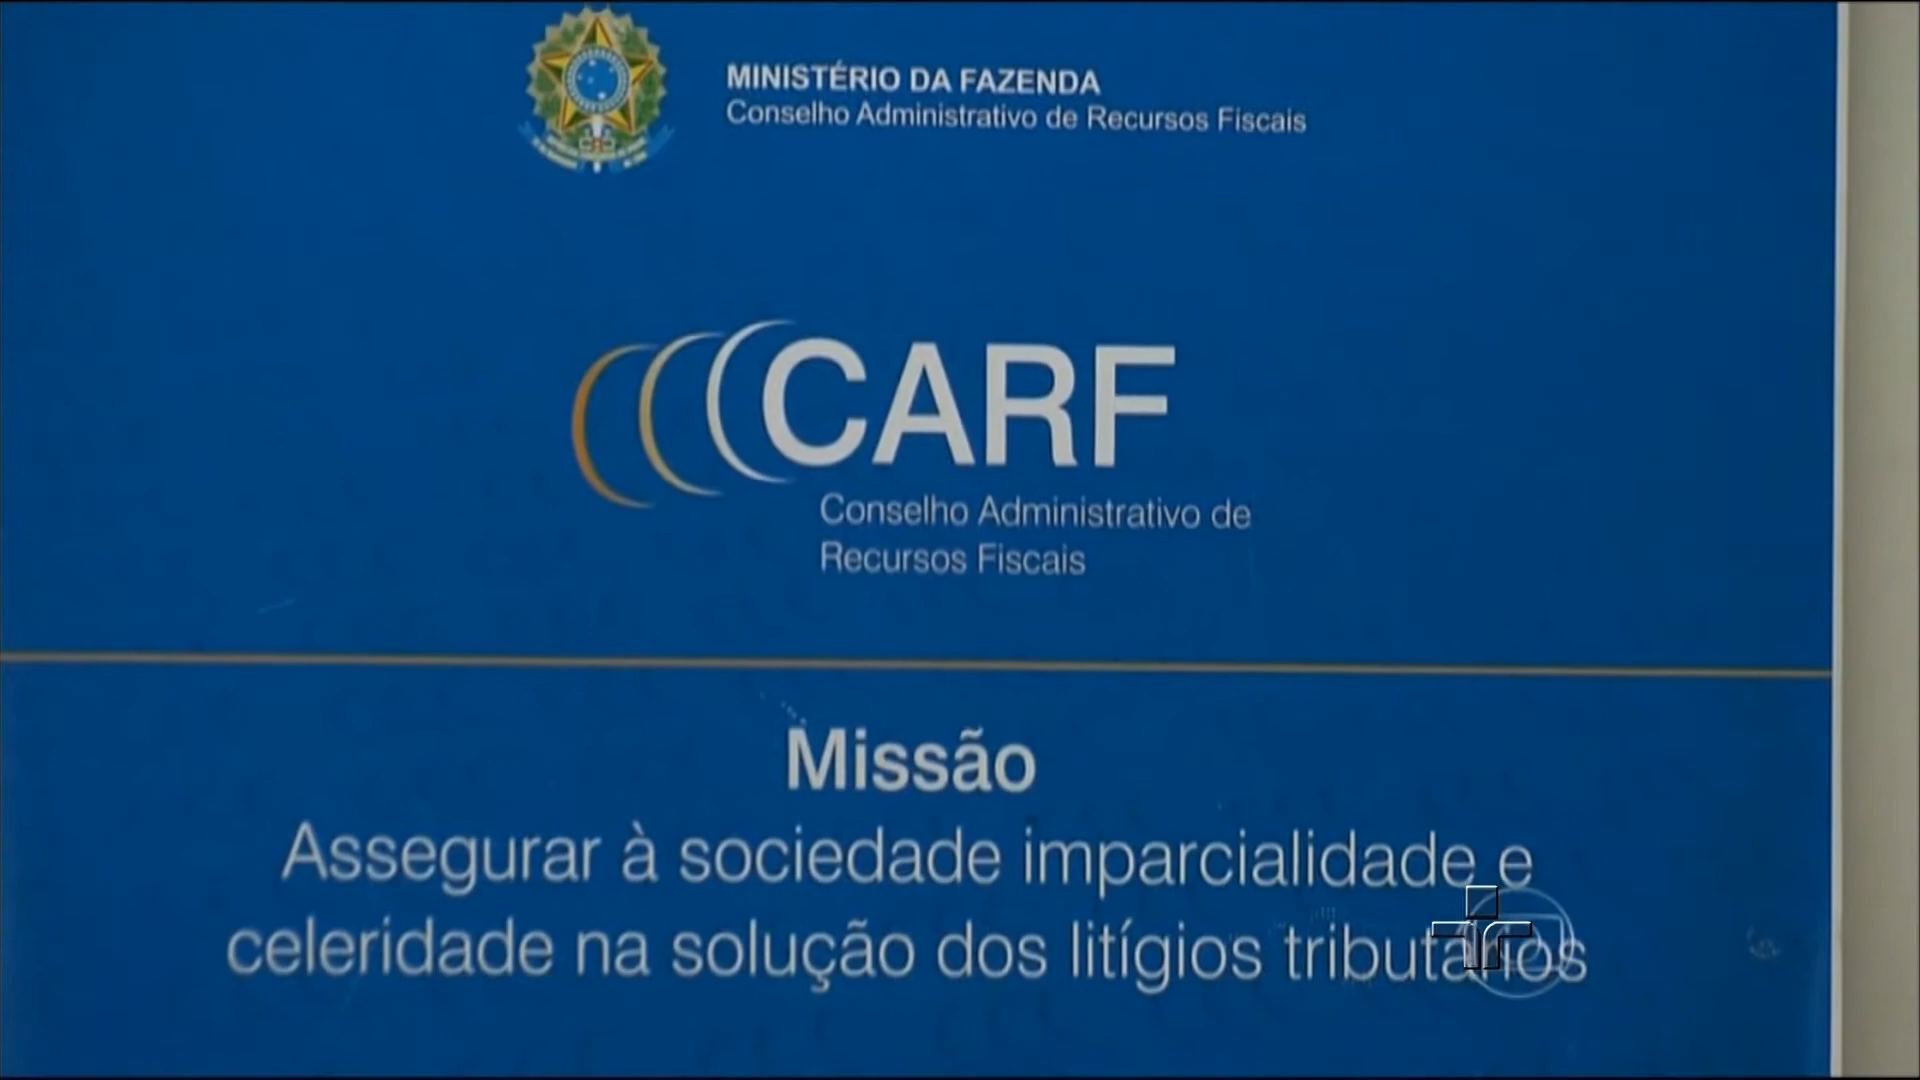 MINISTÉRIO DA FAZENDA
Conselho Administrativo de Recursos Fiscais
CARF
Conselho Administrativo de
Recursos Fiscais
Missão
Assegurar à sociedade imparcialidade e
celeridade na solução dos litígios tributários